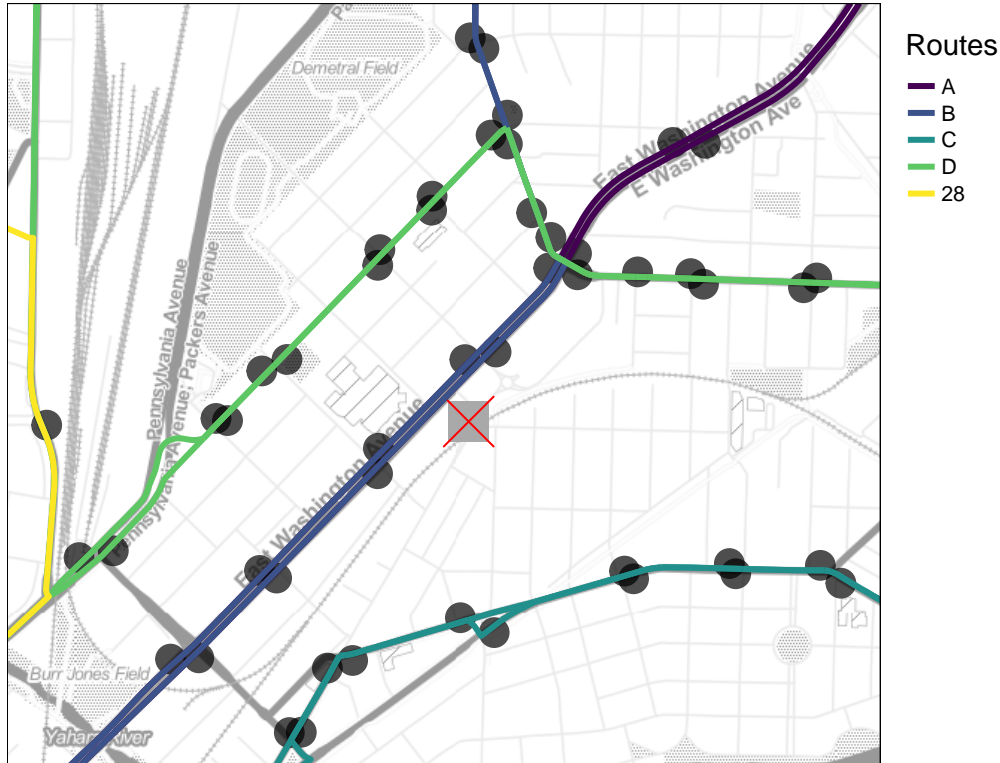 Pa
Demetral Field
East Washington Avenue
E Washington Ave
Pennsylvania Avenue
Pennsylvania Avenue; Packers Avenue
East Washington Avenue
Burr Jones Field
Yahara River
Routes
A
B
C
D
28